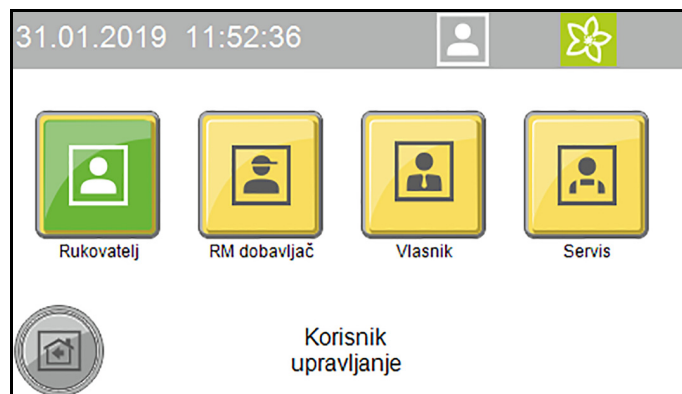 31.01.2019 11:52:36
Rukovatelj
RM dobavljač
Vlasnik
Servis
Korisnik
upravljanje